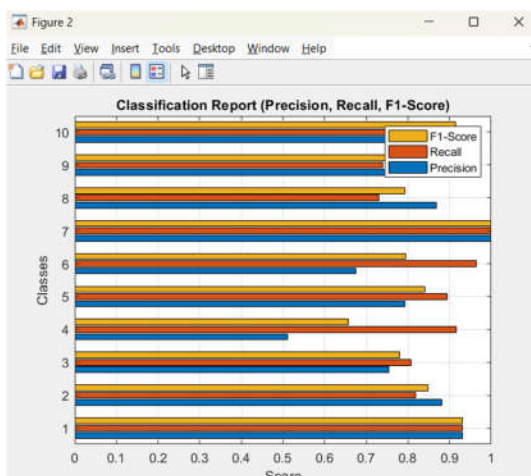 Figure 2
File Edit View Insert Tools Desktop Window Help
Classification Report (Precision, Recall, F1-Score)
F1-Score
Recall
Precision
10
9
8
7
6
5
4
3
2
1
Classes
0 0.1 0.2 0.3 0.4 0.5 0.6 0.7 0.8 0.9 1
Score